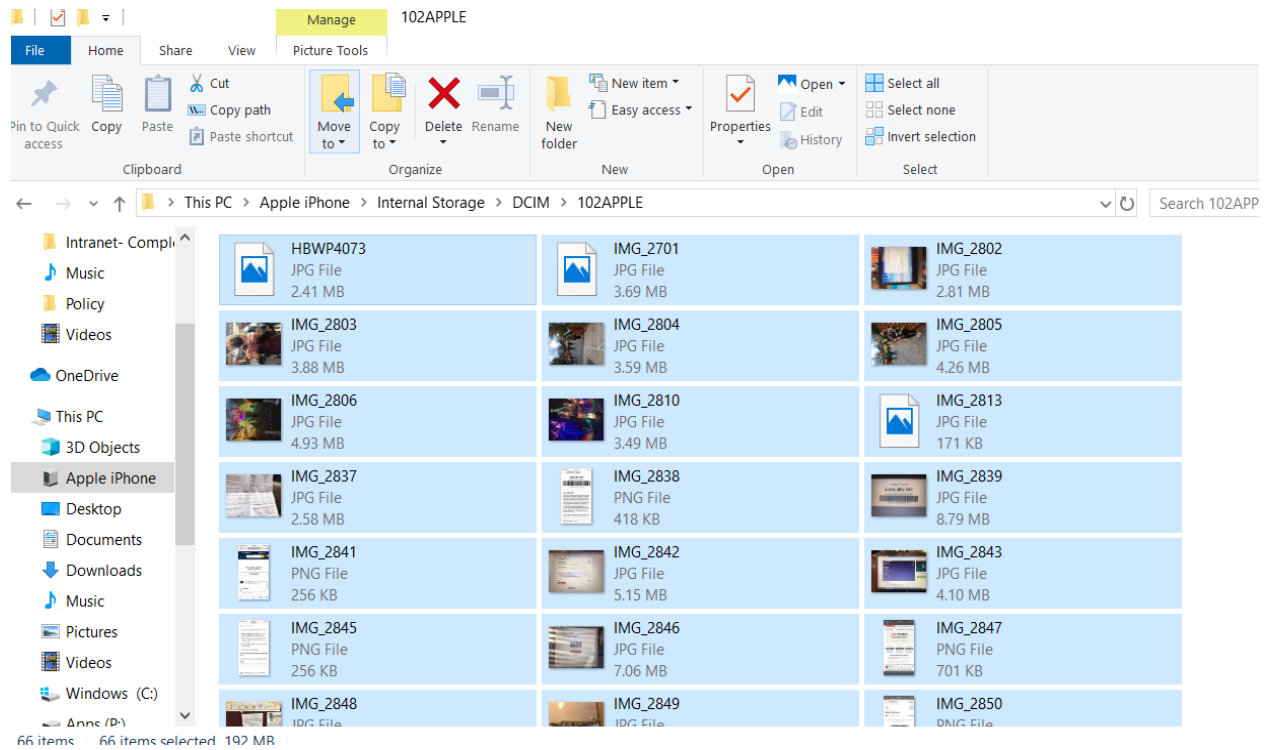 Manage 102APPLE
File Home Share View Picture Tools
Pin to Quick access
Copy
Paste
Cut
Copy path
Paste shortcut
Clipboard
Move to
Copy to
Delete
Rename
Organize
New folder
New item
Easy access
New
Properties
Open
Edit
History
Open
Select all
Select none
Invert selection
Select
This PC > Apple iPhone > Internal Storage > DCIM > 102APPLE
Search 102APP
Intranet- Compl
Music
Policy
Videos
OneDrive
This PC
3D Objects
Apple iPhone
Desktop
Documents
Downloads
Music
Pictures
Videos
Windows (C:)
Apps (P:)
HBWP4073
JPG File
2.41 MB
IMG_2701
JPG File
3.69 MB
IMG_2802
JPG File
2.81 MB
IMG_2803
JPG File
3.88 MB
IMG_2804
JPG File
3.59 MB
IMG_2805
JPG File
4.26 MB
IMG_2806
JPG File
4.93 MB
IMG_2810
JPG File
3.49 MB
IMG_2813
JPG File
171 KB
IMG_2837
JPG File
2.58 MB
IMG_2838
PNG File
418 KB
IMG_2839
JPG File
8.79 MB
IMG_2841
PNG File
256 KB
IMG_2842
JPG File
5.15 MB
IMG_2843
JPG File
4.10 MB
IMG_2845
PNG File
256 KB
IMG_2846
JPG File
7.06 MB
IMG_2847
PNG File
701 KB
IMG_2848
JPG File
IMG_2849
JPG File
IMG_2850
PNG File
66 items 66 items selected 192 MB